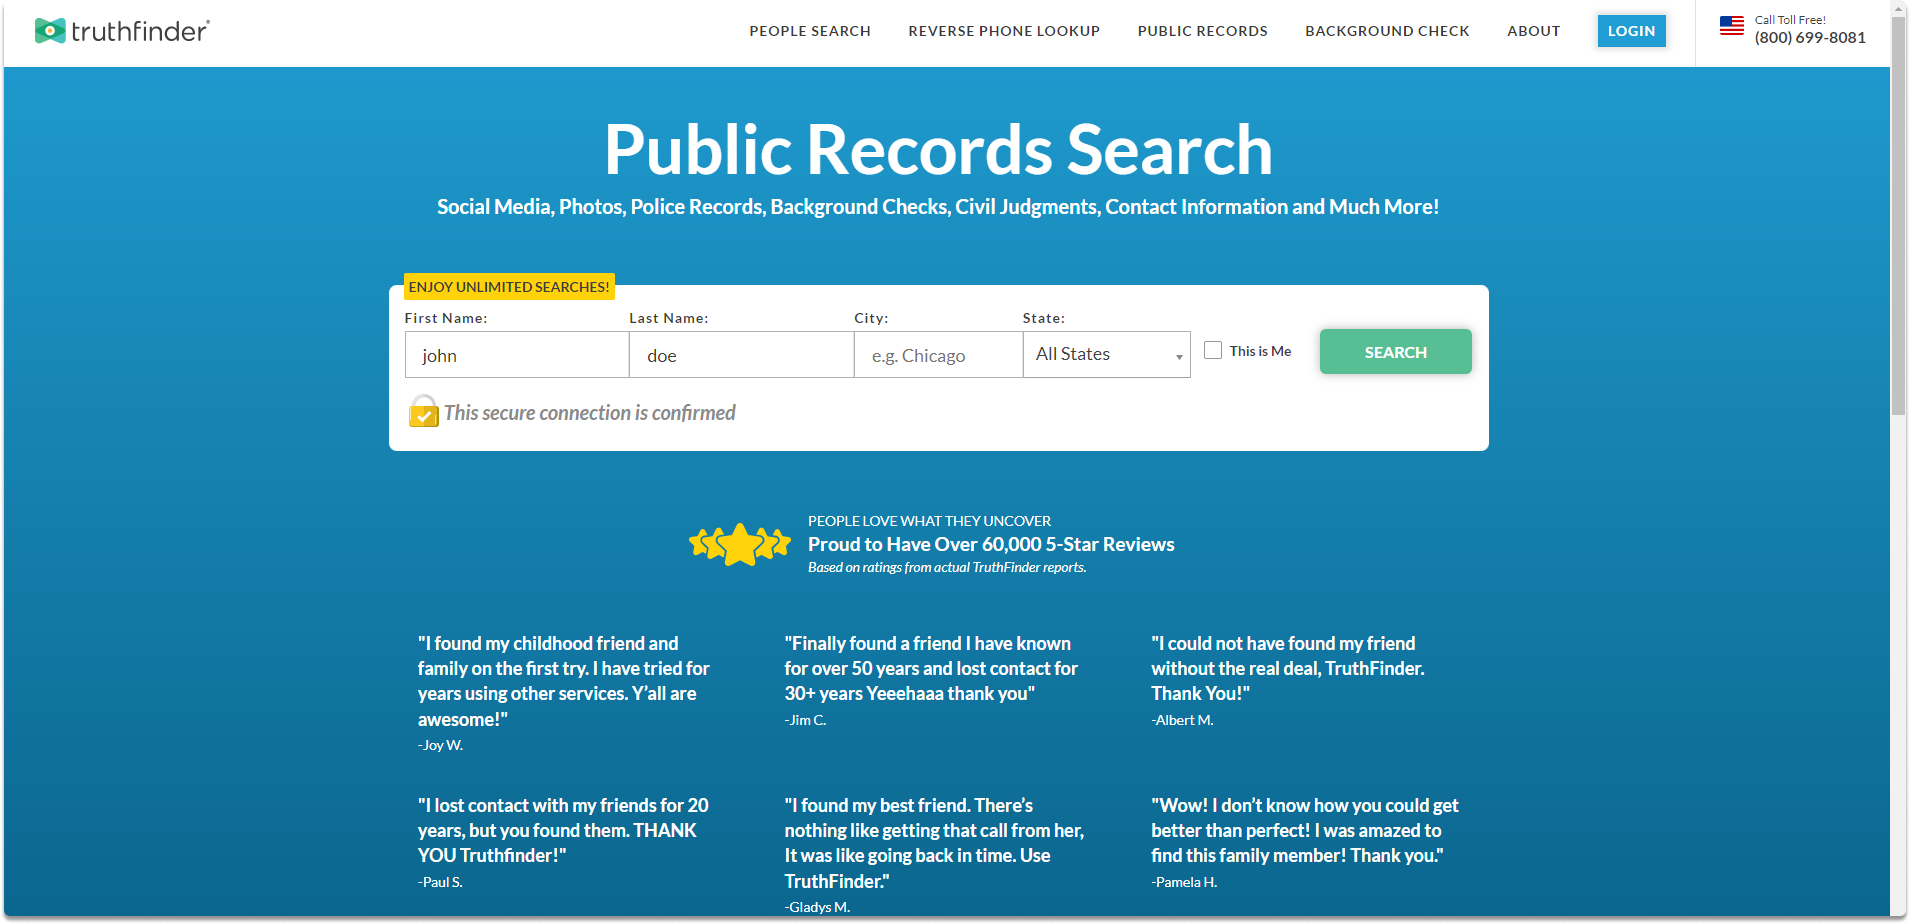 truthfinder®
PEOPLE SEARCH
REVERSE PHONE LOOKUP
PUBLIC RECORDS
BACKGROUND CHECK
ABOUT
LOGIN
Call Toll Free!
(800) 699-8081
Public Records Search
Social Media, Photos, Police Records, Background Checks, Civil Judgments, Contact Information and Much More!
ENJOY UNLIMITED SEARCHES!
First Name:
Last Name:
City:
State:
john
doe
e.g. Chicago
All States
This is Me
SEARCH
This secure connection is confirmed
PEOPLE LOVE WHAT THEY UNCOVER
Proud to Have Over 60,000 5-Star Reviews
Based on ratings from actual TruthFinder reports.
"I found my childhood friend and
family on the first try. I have tried for
years using other services. Y’all are
awesome!"
-Joy W.
"Finally found a friend I have known
for over 50 years and lost contact for
30+ years Yeeehaaa thank you"
-Jim C.
"I could not have found my friend
without the real deal, TruthFinder.
Thank You!"
-Albert M.
"I lost contact with my friends for 20
years, but you found them. THANK
YOU Truthfinder!"
-Paul S.
"I found my best friend. There’s
nothing like getting that call from her,
It was like going back in time. Use
TruthFinder."
-Gladys M.
"Wow! I don’t know how you could get
better than perfect! I was amazed to
find this family member! Thank you."
-Pamela H.